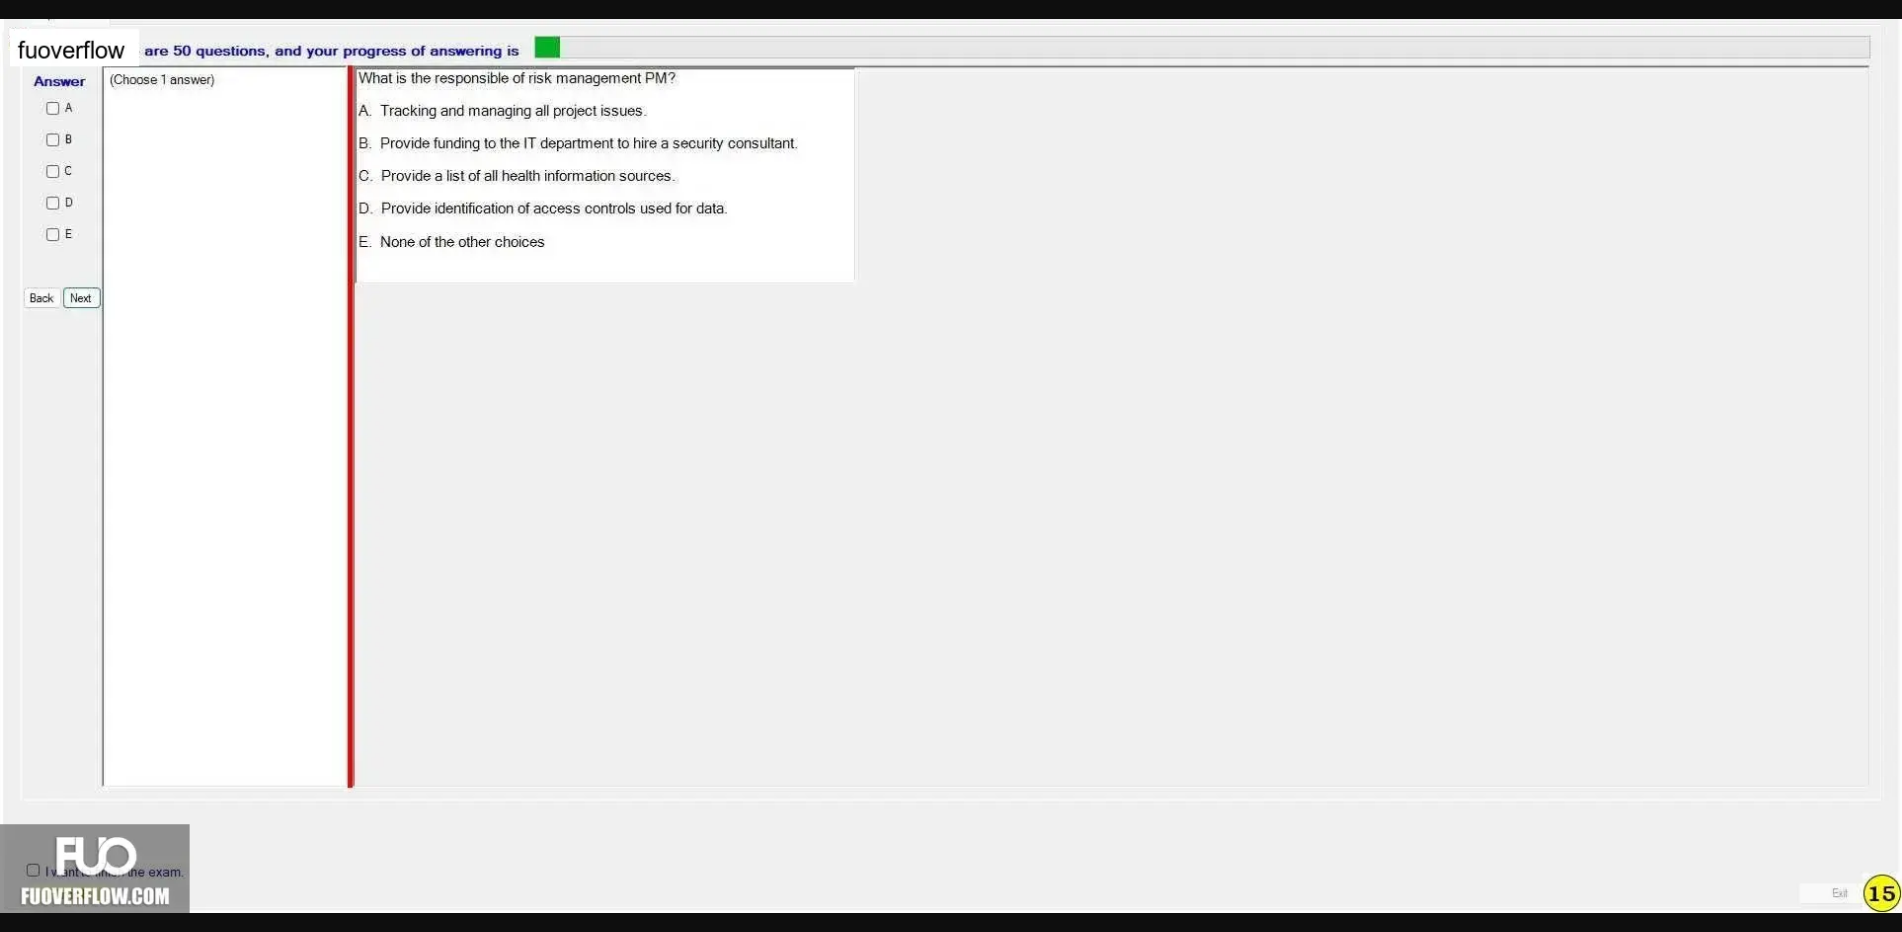 fuoverflow are 50 questions, and your progress of answering is
Answer
(Choose 1 answer)
A
B
C
D
E
Back Next
What is the responsible of risk management PM?
A. Tracking and managing all project issues.
B. Provide funding to the IT department to hire a security consultant.
C. Provide a list of all health information sources.
D. Provide identification of access controls used for data.
E. None of the other choices
FUO
I want the exam.
FUOVERFLOW.COM
Exit
15